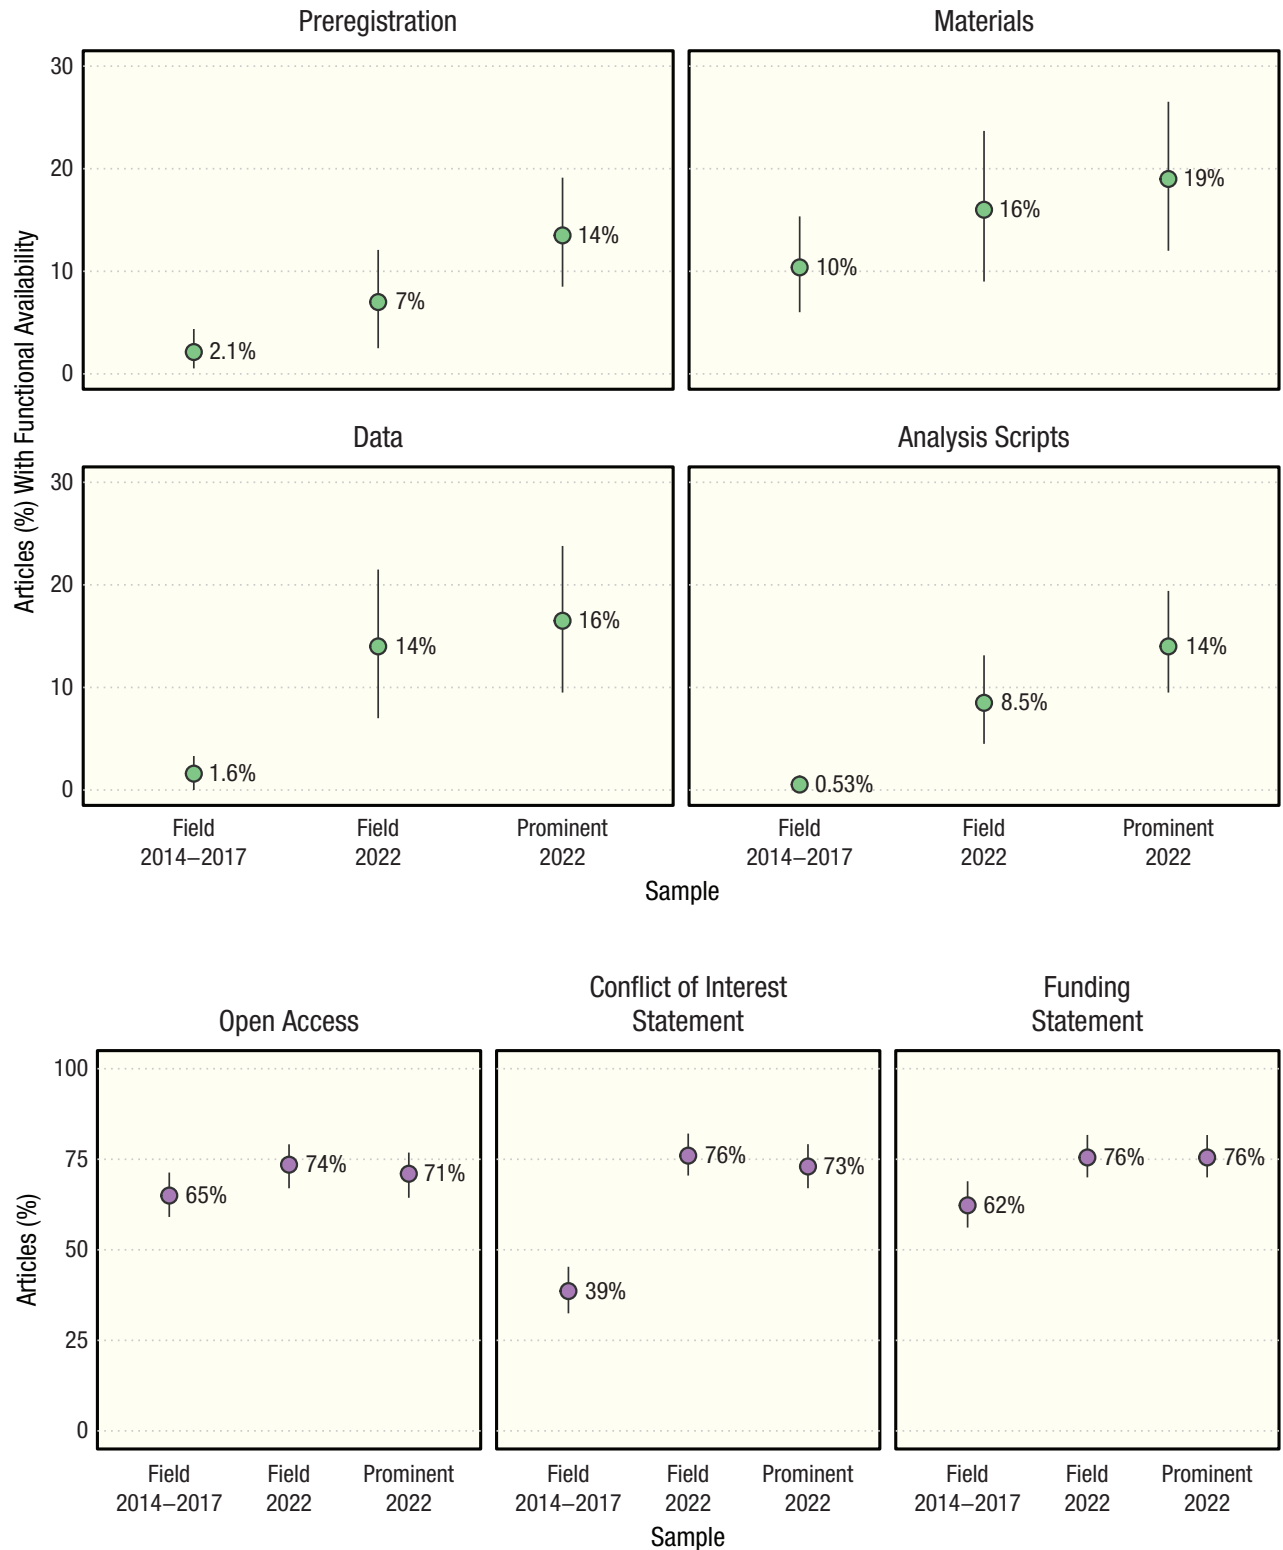 Preregistration
Materials
Articles (%) With Functional Availability
30
20
10
0
2.1%
7%
14%
10%
16%
19%
Data
Analysis Scripts
30
20
10
0
1.6%
14%
16%
0.53%
8.5%
14%
Field
2014–2017
Field
2022
Prominent
2022
Field
2014–2017
Field
2022
Prominent
2022
Sample
Open Access
Conflict of Interest
Statement
Funding
Statement
Articles (%)
100
75
50
25
0
65%
74%
71%
39%
76%
73%
62%
76%
76%
Field
2014–2017
Field
2022
Prominent
2022
Field
2014–2017
Field
2022
Prominent
2022
Field
2014–2017
Field
2022
Prominent
2022
Sample